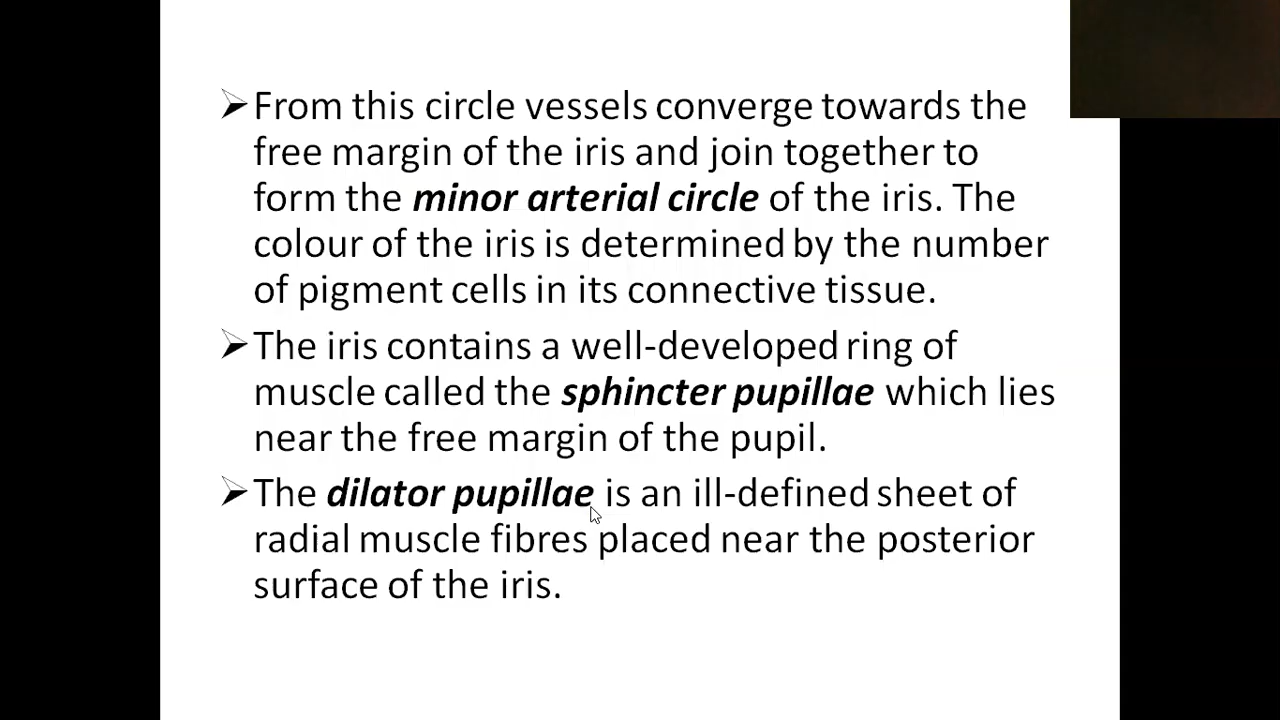 ➢From this circle vessels converge towards the
free margin of the iris and join together to
form the minor arterial circle of the iris. The
colour of the iris is determined by the number
of pigment cells in its connective tissue.
➢The iris contains a well-developed ring of
muscle called the sphincter pupillae which lies
near the free margin of the pupil.
➢The dilator pupillae is an ill-defined sheet of
radial muscle fibres placed near the posterior
surface of the iris.